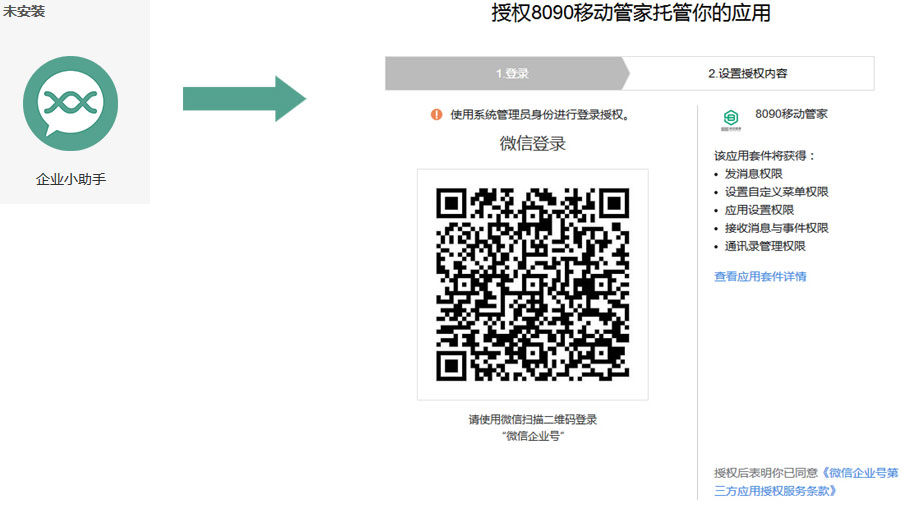 未安装
企业小助手
授权8090移动管家托管你的应用
1.登录
2.设置授权内容
使用系统管理员身份进行登录授权。
微信登录
请使用微信扫描二维码登录
“微信企业号”
8090移动管家
该应用套件将获得：
• 发消息权限
• 设置自定义菜单权限
• 应用设置权限
• 接收消息与事件权限
• 通讯录管理权限
查看应用套件详情
授权后表明你已同意《微信企业号第
三方应用授权服务条款》